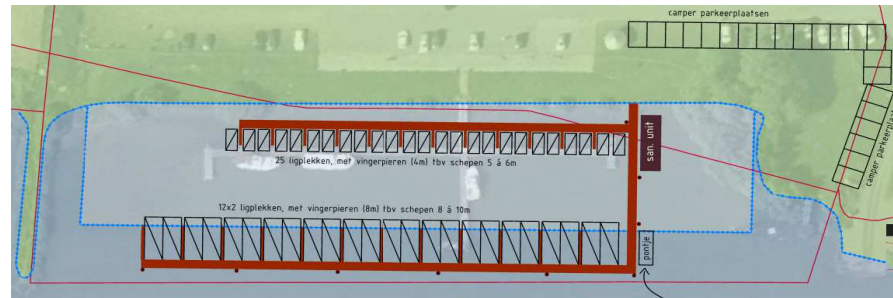 camper parkeerplaatsen
san. unit
camper parkeerplaatsen
25 ligplekken, met vingerpieren (4m) tbv schepen 5 á 6m
12x2 ligplekken, met vingerpieren (8m) tbv schepen 8 á 10m
pontje